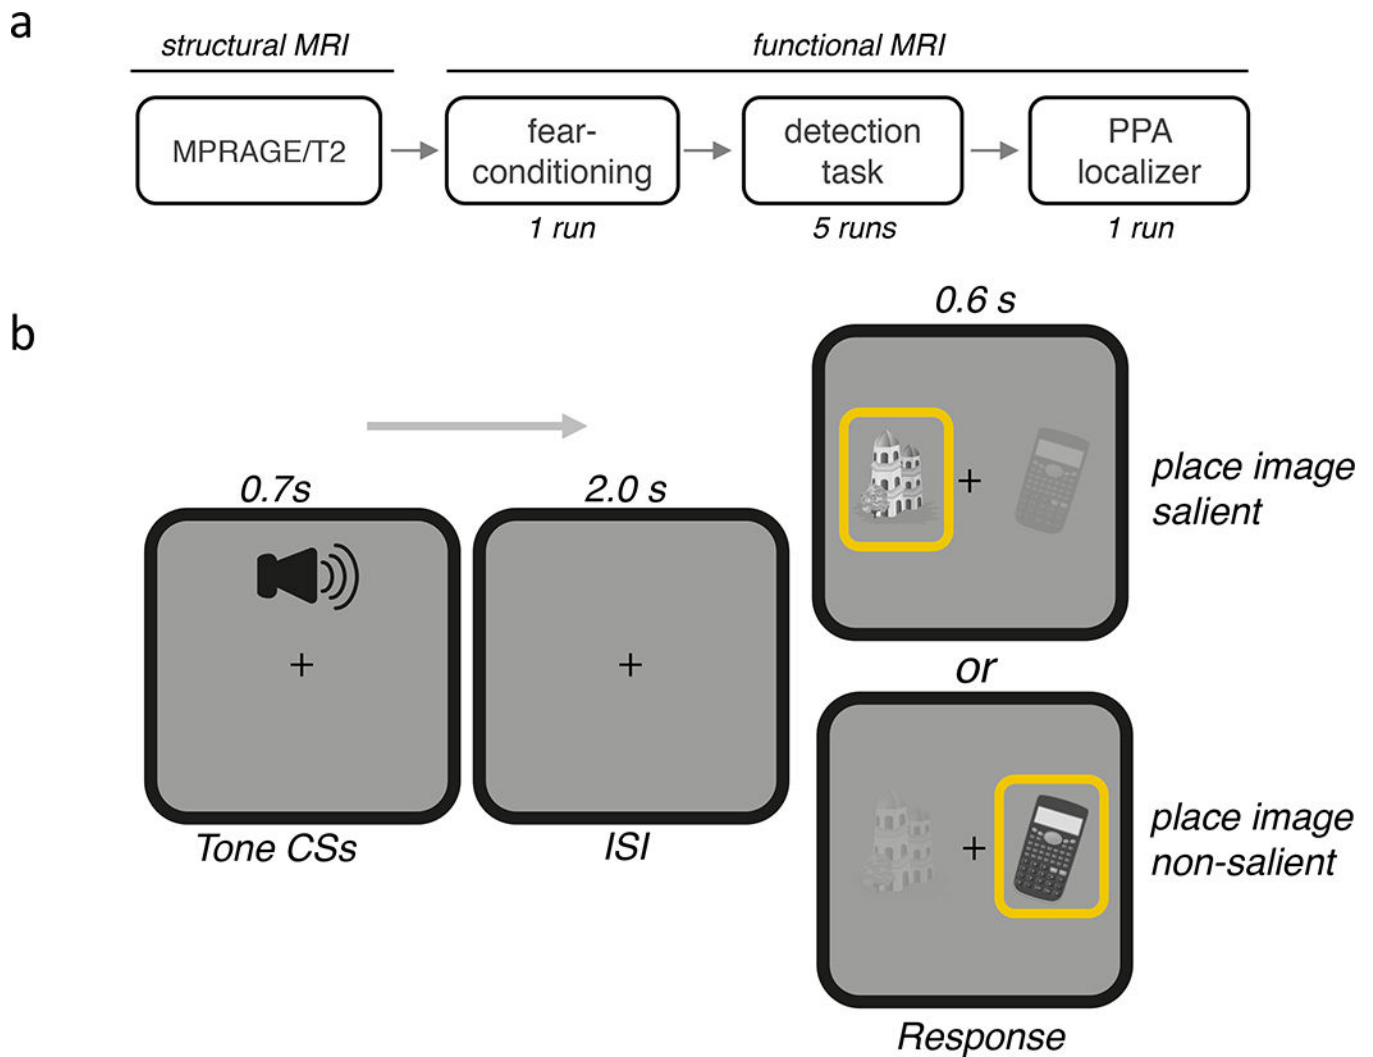 a
structural MRI
functional MRI
MPRAGE/T2
fear-
conditioning
detection
task
PPA
localizer
1 run
5 runs
1 run
b
0.6 s
place image
salient
0.7s
2.0 s
or
Tone CSs
ISI
place image
non-salient
Response